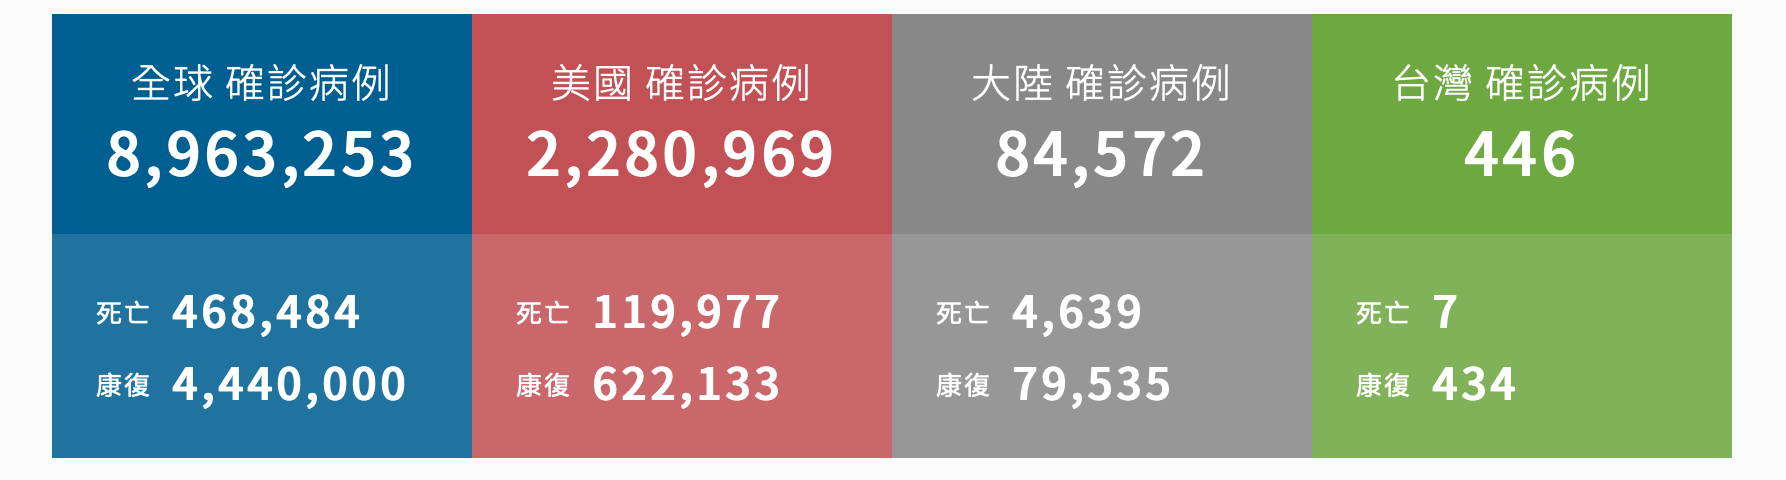 全球 確診病例
8,963,253
死亡 468,484
康復 4,440,000
美國 確診病例
2,280,969
死亡 119,977
康復 622,133
大陸 確診病例
84,572
死亡 4,639
康復 79,535
台灣 確診病例
446
死亡 7
康復 434